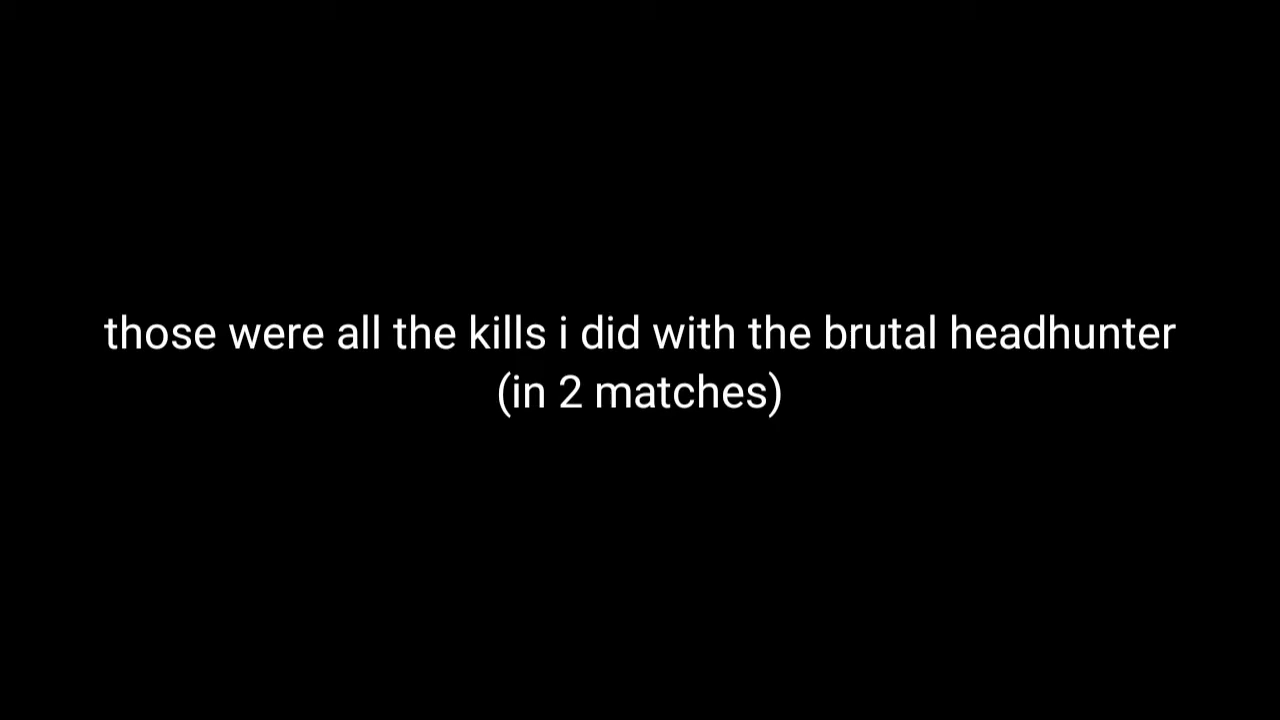 those were all the kills i did with the brutal headhunter
(in 2 matches)